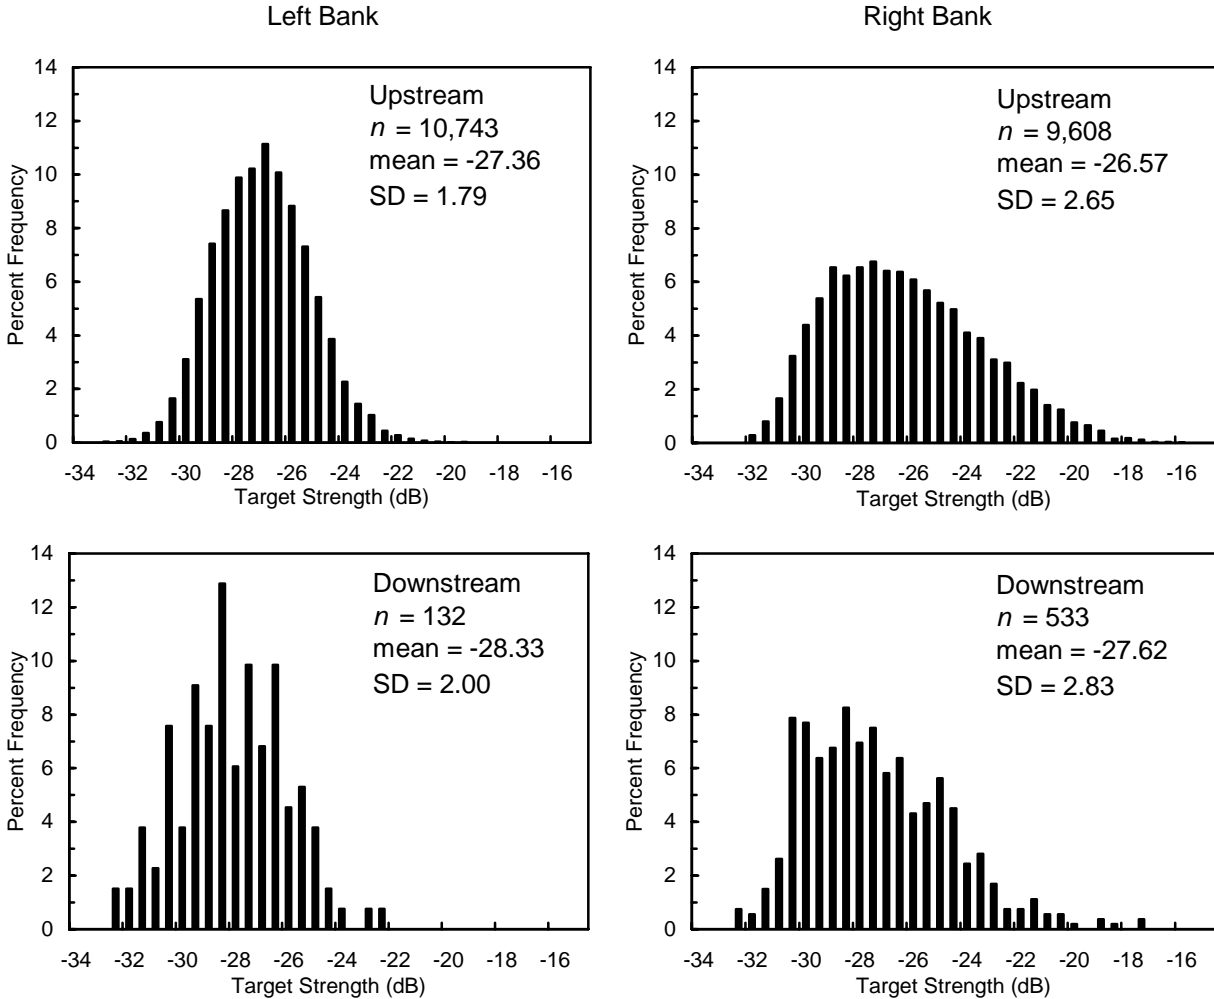 Left Bank
Right Bank
14
12
10
8
6
4
2
0
Percent Frequency
Upstream
n = 10,743
mean = -27.36
SD = 1.79
-34 -32 -30 -28 -26 -24 -22 -20 -18 -16
Target Strength (dB)
14
12
10
8
6
4
2
0
Percent Frequency
Upstream
n = 9,608
mean = -26.57
SD = 2.65
-34 -32 -30 -28 -26 -24 -22 -20 -18 -16
Target Strength (dB)
14
12
10
8
6
4
2
0
Percent Frequency
Downstream
n = 132
mean = -28.33
SD = 2.00
-34 -32 -30 -28 -26 -24 -22 -20 -18 -16
Target Strength (dB)
14
12
10
8
6
4
2
0
Percent Frequency
Downstream
n = 533
mean = -27.62
SD = 2.83
-34 -32 -30 -28 -26 -24 -22 -20 -18 -16
Target Strength (dB)